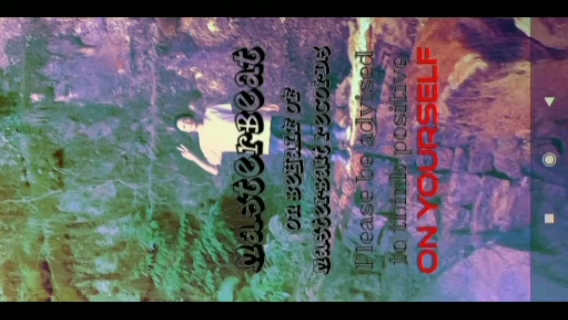 MasterBeat
on behalf of
Masterbeat records
Please be advised
to think positive
ON YOURSELF